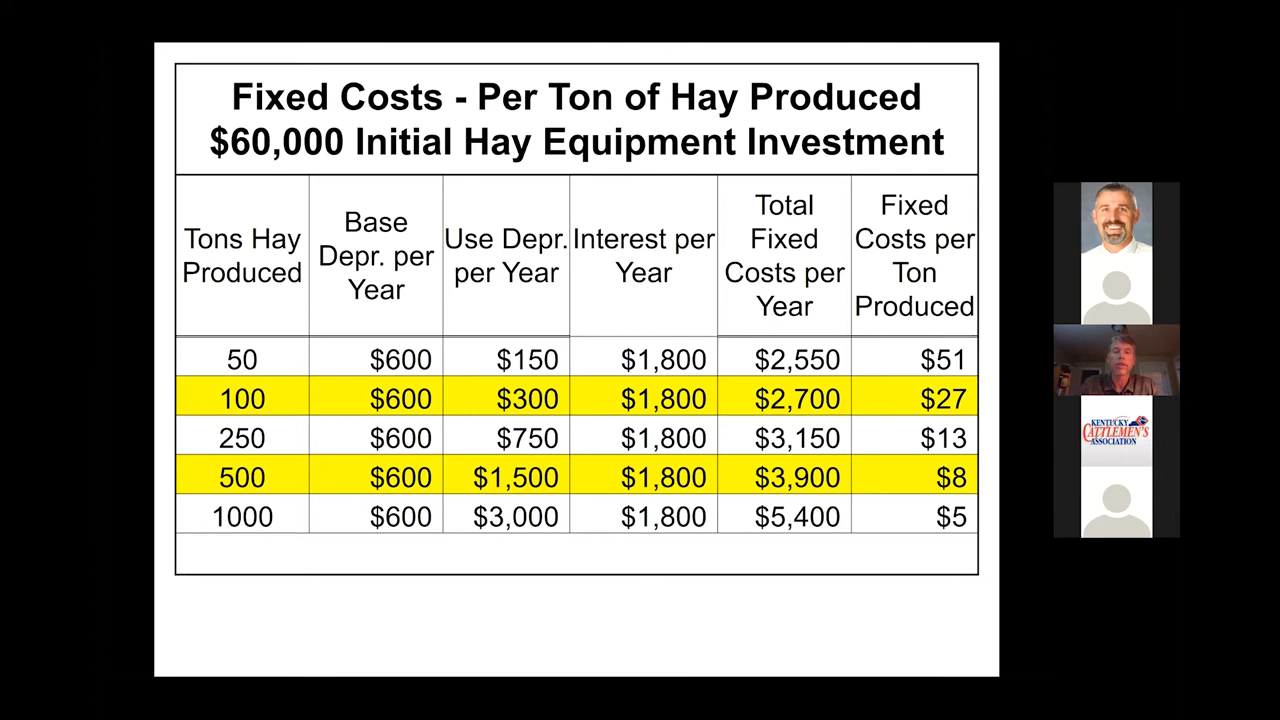 Fixed Costs - Per Ton of Hay Produced
$60,000 Initial Hay Equipment Investment
Tons Hay Produced
Base Depr. per Year
Use Depr. per Year
Interest per Year
Total Fixed Costs per Year
Fixed Costs per Ton Produced
50 $600 $150 $1,800 $2,550 $51
100 $600 $300 $1,800 $2,700 $27
250 $600 $750 $1,800 $3,150 $13
500 $600 $1,500 $1,800 $3,900 $8
1000 $600 $3,000 $1,800 $5,400 $5
KENTUCKY
CATTLEMEN'S
ASSOCIATION